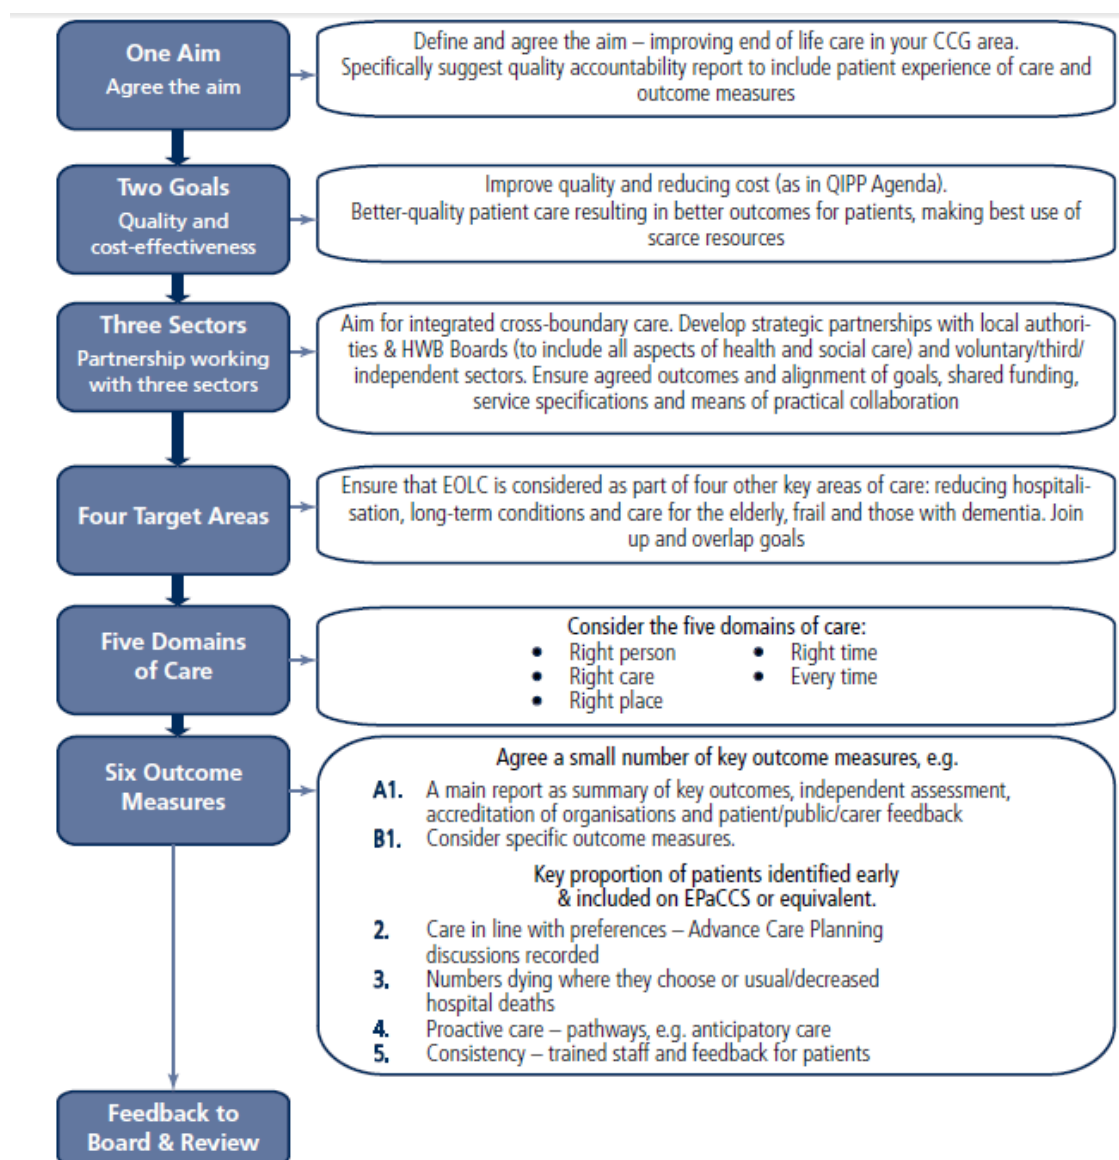 One Aim
Agree the aim
Define and agree the aim – improving end of life care in your CCG area.
Specifically suggest quality accountability report to include patient experience of care and
outcome measures
Two Goals
Quality and
cost-effectiveness
Improve quality and reducing cost (as in QIPP Agenda).
Better-quality patient care resulting in better outcomes for patients, making best use of
scarce resources
Three Sectors
Partnership working
with three sectors
Aim for integrated cross-boundary care. Develop strategic partnerships with local authori-
ties & HWB Boards (to include all aspects of health and social care) and voluntary/third/
independent sectors. Ensure agreed outcomes and alignment of goals, shared funding,
service specifications and means of practical collaboration
Four Target Areas
Ensure that EOLC is considered as part of four other key areas of care: reducing hospitali-
sation, long-term conditions and care for the elderly, frail and those with dementia. Join
up and overlap goals
Five Domains
of Care
Consider the five domains of care:
• Right person
• Right care
• Right place
• Right time
• Every time
Six Outcome
Measures
Agree a small number of key outcome measures, e.g.
A1. A main report as summary of key outcomes, independent assessment,
accreditation of organisations and patient/public/carer feedback
B1. Consider specific outcome measures.
Key proportion of patients identified early
& included on EPaCCS or equivalent.
2. Care in line with preferences – Advance Care Planning
discussions recorded
3. Numbers dying where they choose or usual/decreased
hospital deaths
4. Proactive care – pathways, e.g. anticipatory care
5. Consistency – trained staff and feedback for patients
Feedback to
Board & Review